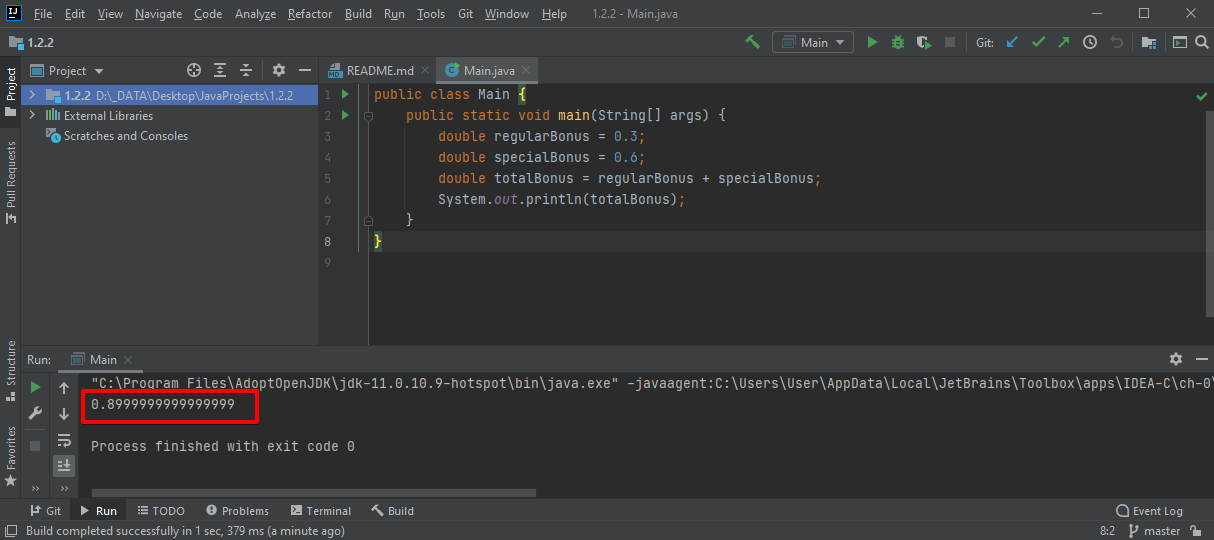 File Edit View Navigate Code Analyze Refactor Build Run Tools Git Window Help 1.2.2 - Main.java
1.2.2 Main Git:
Project
README.md Main.java
1.2.2 D:\_DATA\Desktop\JavaProjects\1.2.2
External Libraries
Scratches and Consoles
Project
Pull Requests
Structure
Favorites
1 public class Main {
2 public static void main(String[] args) {
3 double regularBonus = 0.3;
4 double specialBonus = 0.6;
5 double totalBonus = regularBonus + specialBonus;
6 System.out.println(totalBonus);
7 }
8 }
9
Run: Main
"C:\Program Files\AdoptOpenJDK\jdk-11.0.10.9-hotspot\bin\java.exe" -javaagent:C:\Users\User\AppData\Local\JetBrains\Toolbox\apps\IDEA-C\ch-0\
0.8999999999999999
Process finished with exit code 0
Git Run TODO Problems Terminal Build Event Log
Build completed successfully in 1 sec, 379 ms (a minute ago) 8:2 master